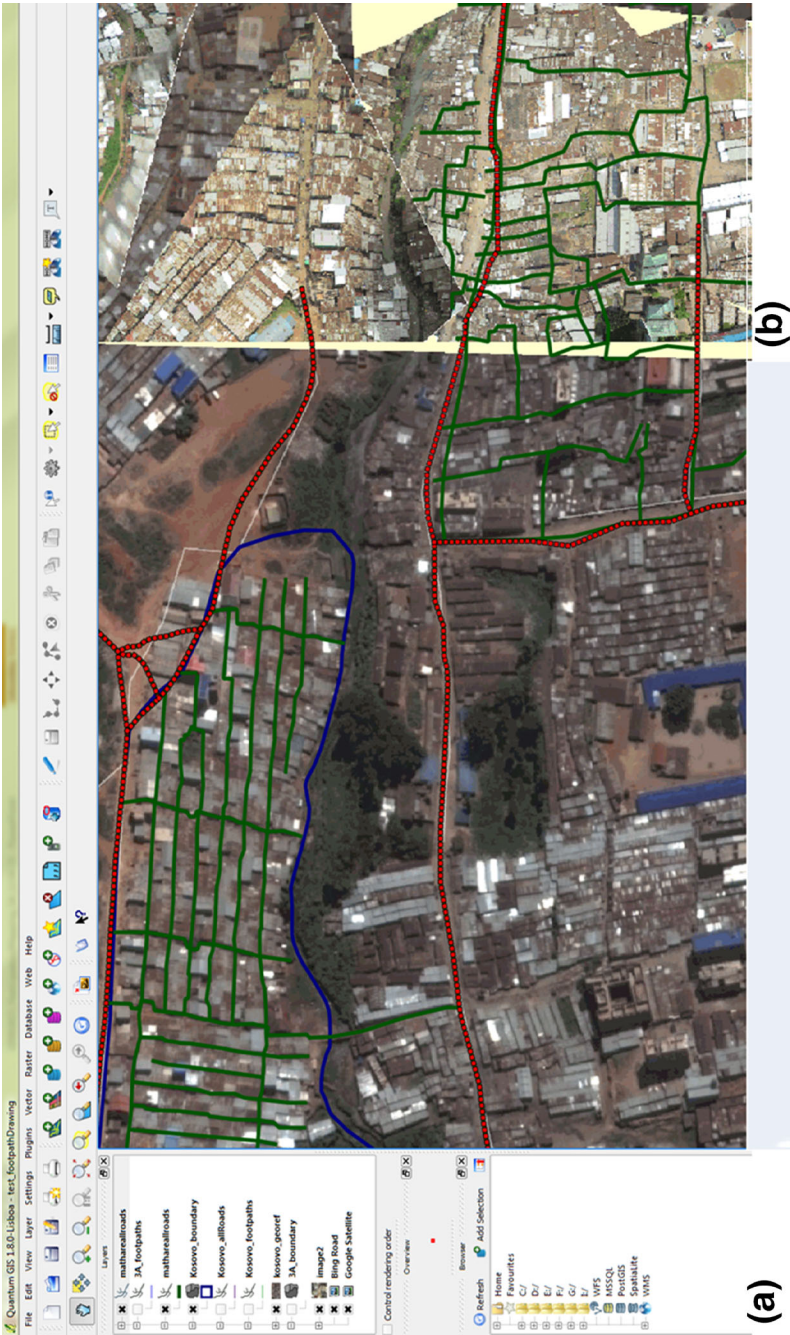 Quantum GIS 1.8.0-Lisboa - test_footpathDrawing
File Edit View Layer Settings Plugins Vector Raster Database Web Help
Layers
mathareallroads
3A_footpaths
mathareallroads
Kosovo_boundary
Kosovo_allRoads
Kosovo_footpaths
kosovo_georef
3A_boundary
image2
Bing Road
Google Satellite
Control rendering order
Overview
Browser
Refresh Add Selection
Home
Favourites
C:/
D:/
E:/
F:/
G:/
I:/
WFS
MSSQL
PostGIS
SpatiaLite
WMS
(a)
(b)